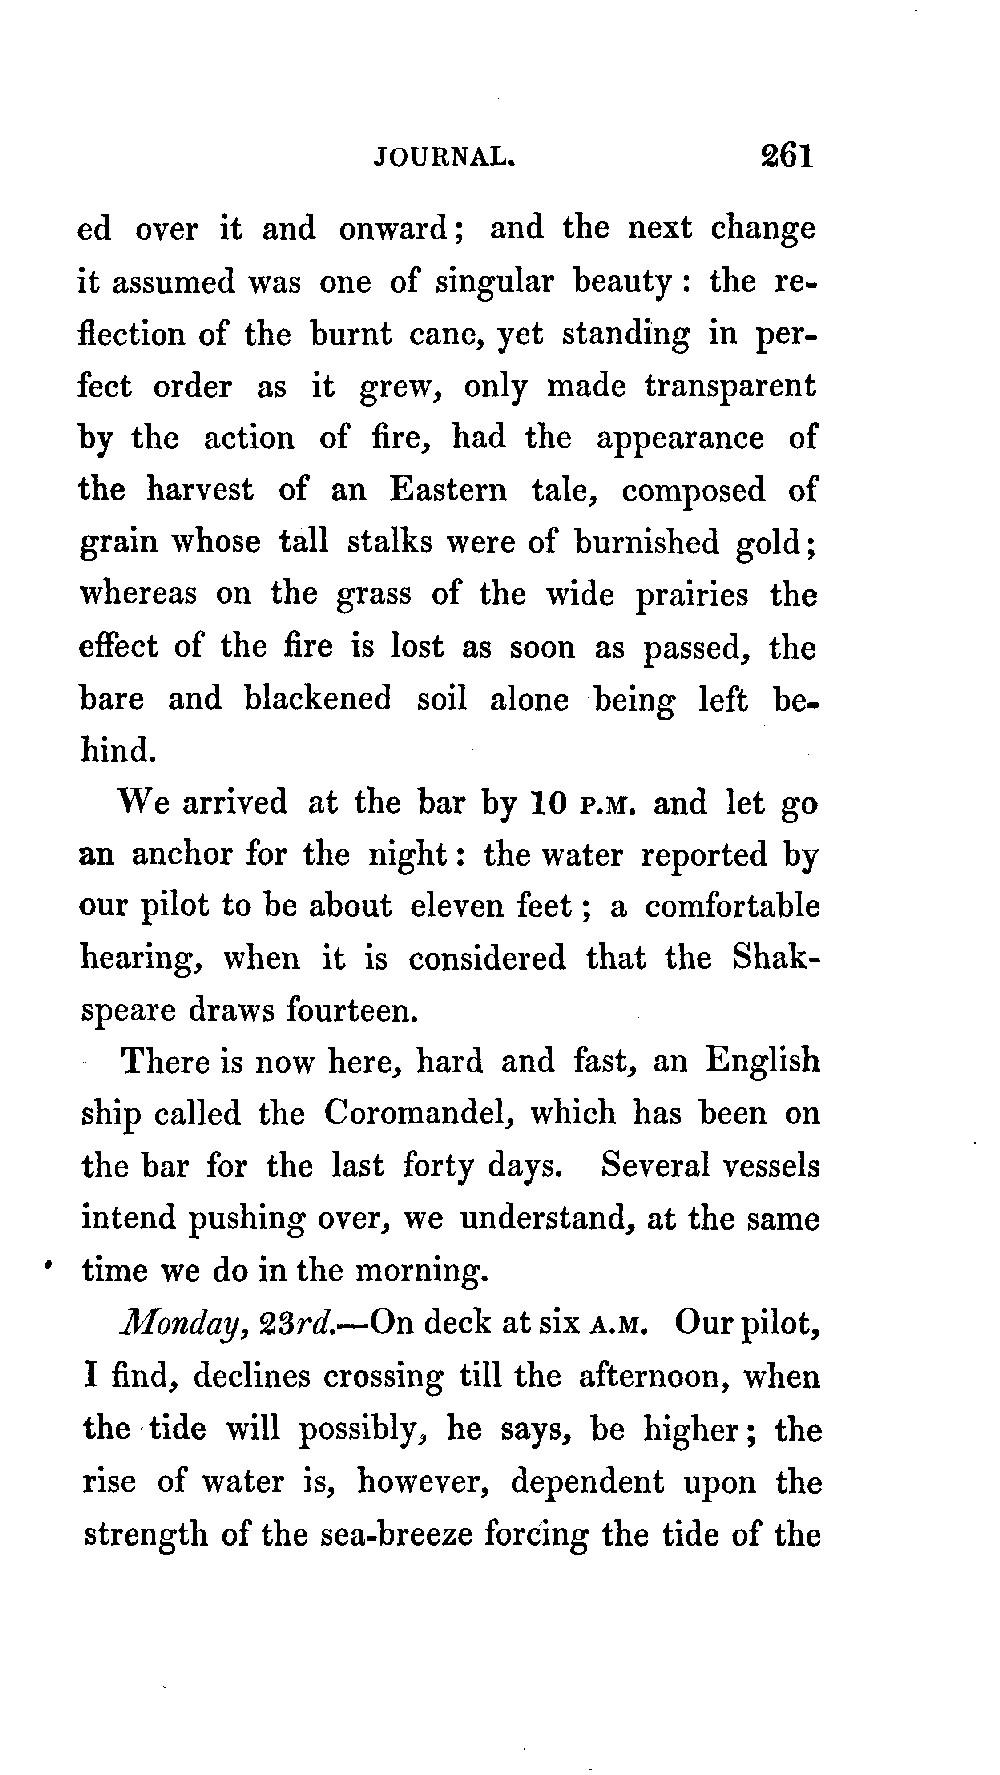 JOURNAL. 261
ed over it and onward; and the next change
it assumed was one of singular beauty: the re-
flection of the burnt cane, yet standing in per-
fect order as it grew, only made transparent
by the action of fire, had the appearance of
the harvest of an Eastern tale, composed of
grain whose tall stalks were of burnished gold;
whereas on the grass of the wide prairies the
effect of the fire is lost as soon as passed, the
bare and blackened soil alone being left be-
hind.
We arrived at the bar by 10 P.M. and let go
an anchor for the night: the water reported by
our pilot to be about eleven feet; a comfortable
hearing, when it is considered that the Shak-
speare draws fourteen.
There is now here, hard and fast, an English
ship called the Coromandel, which has been on
the bar for the last forty days. Several vessels
intend pushing over, we understand, at the same
time we do in the morning.
Monday, 23rd.—On deck at six A.M. Our pilot,
I find, declines crossing till the afternoon, when
the tide will possibly, he says, be higher; the
rise of water is, however, dependent upon the
strength of the sea-breeze forcing the tide of the